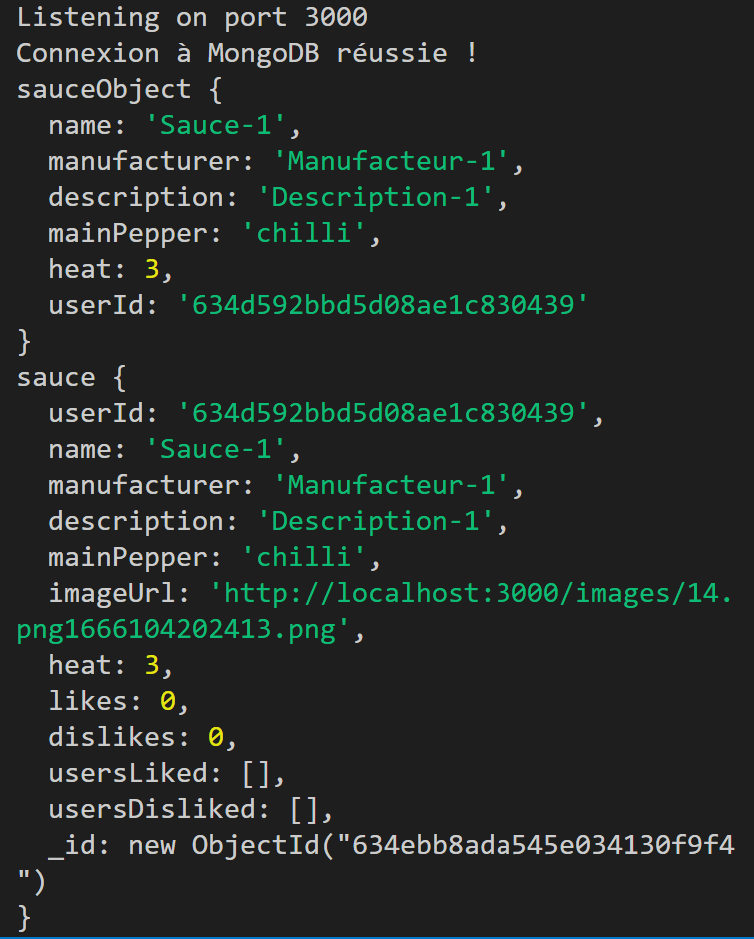 Listening on port 3000
Connexion à MongoDB réussie !
sauceObject {
  name: 'Sauce-1',
  manufacturer: 'Manufacteur-1',
  description: 'Description-1',
  mainPepper: 'chilli',
  heat: 3,
  userId: '634d592bbd5d08ae1c830439'
}
sauce {
  userId: '634d592bbd5d08ae1c830439',
  name: 'Sauce-1',
  manufacturer: 'Manufacteur-1',
  description: 'Description-1',
  mainPepper: 'chilli',
  imageUrl: 'http://localhost:3000/images/14.
png1666104202413.png',
  heat: 3,
  likes: 0,
  dislikes: 0,
  usersLiked: [],
  usersDisliked: [],
  _id: new ObjectId("634ebb8ada545e034130f9f4
")
}